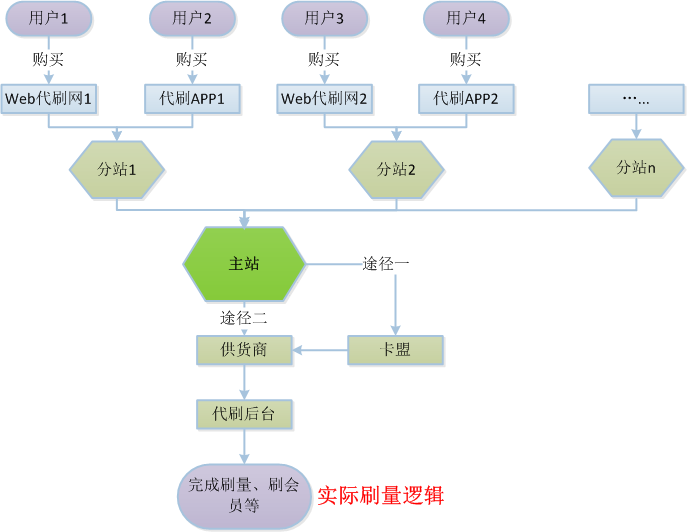 用户1
用户2
用户3
用户4
购买
购买
购买
购买
Web代刷网1
代刷APP1
Web代刷网2
代刷APP2
……
分站1
分站2
分站n
主站
途径一
途径二
供货商
卡盟
代刷后台
完成刷量、刷会
员等
实际刷量逻辑